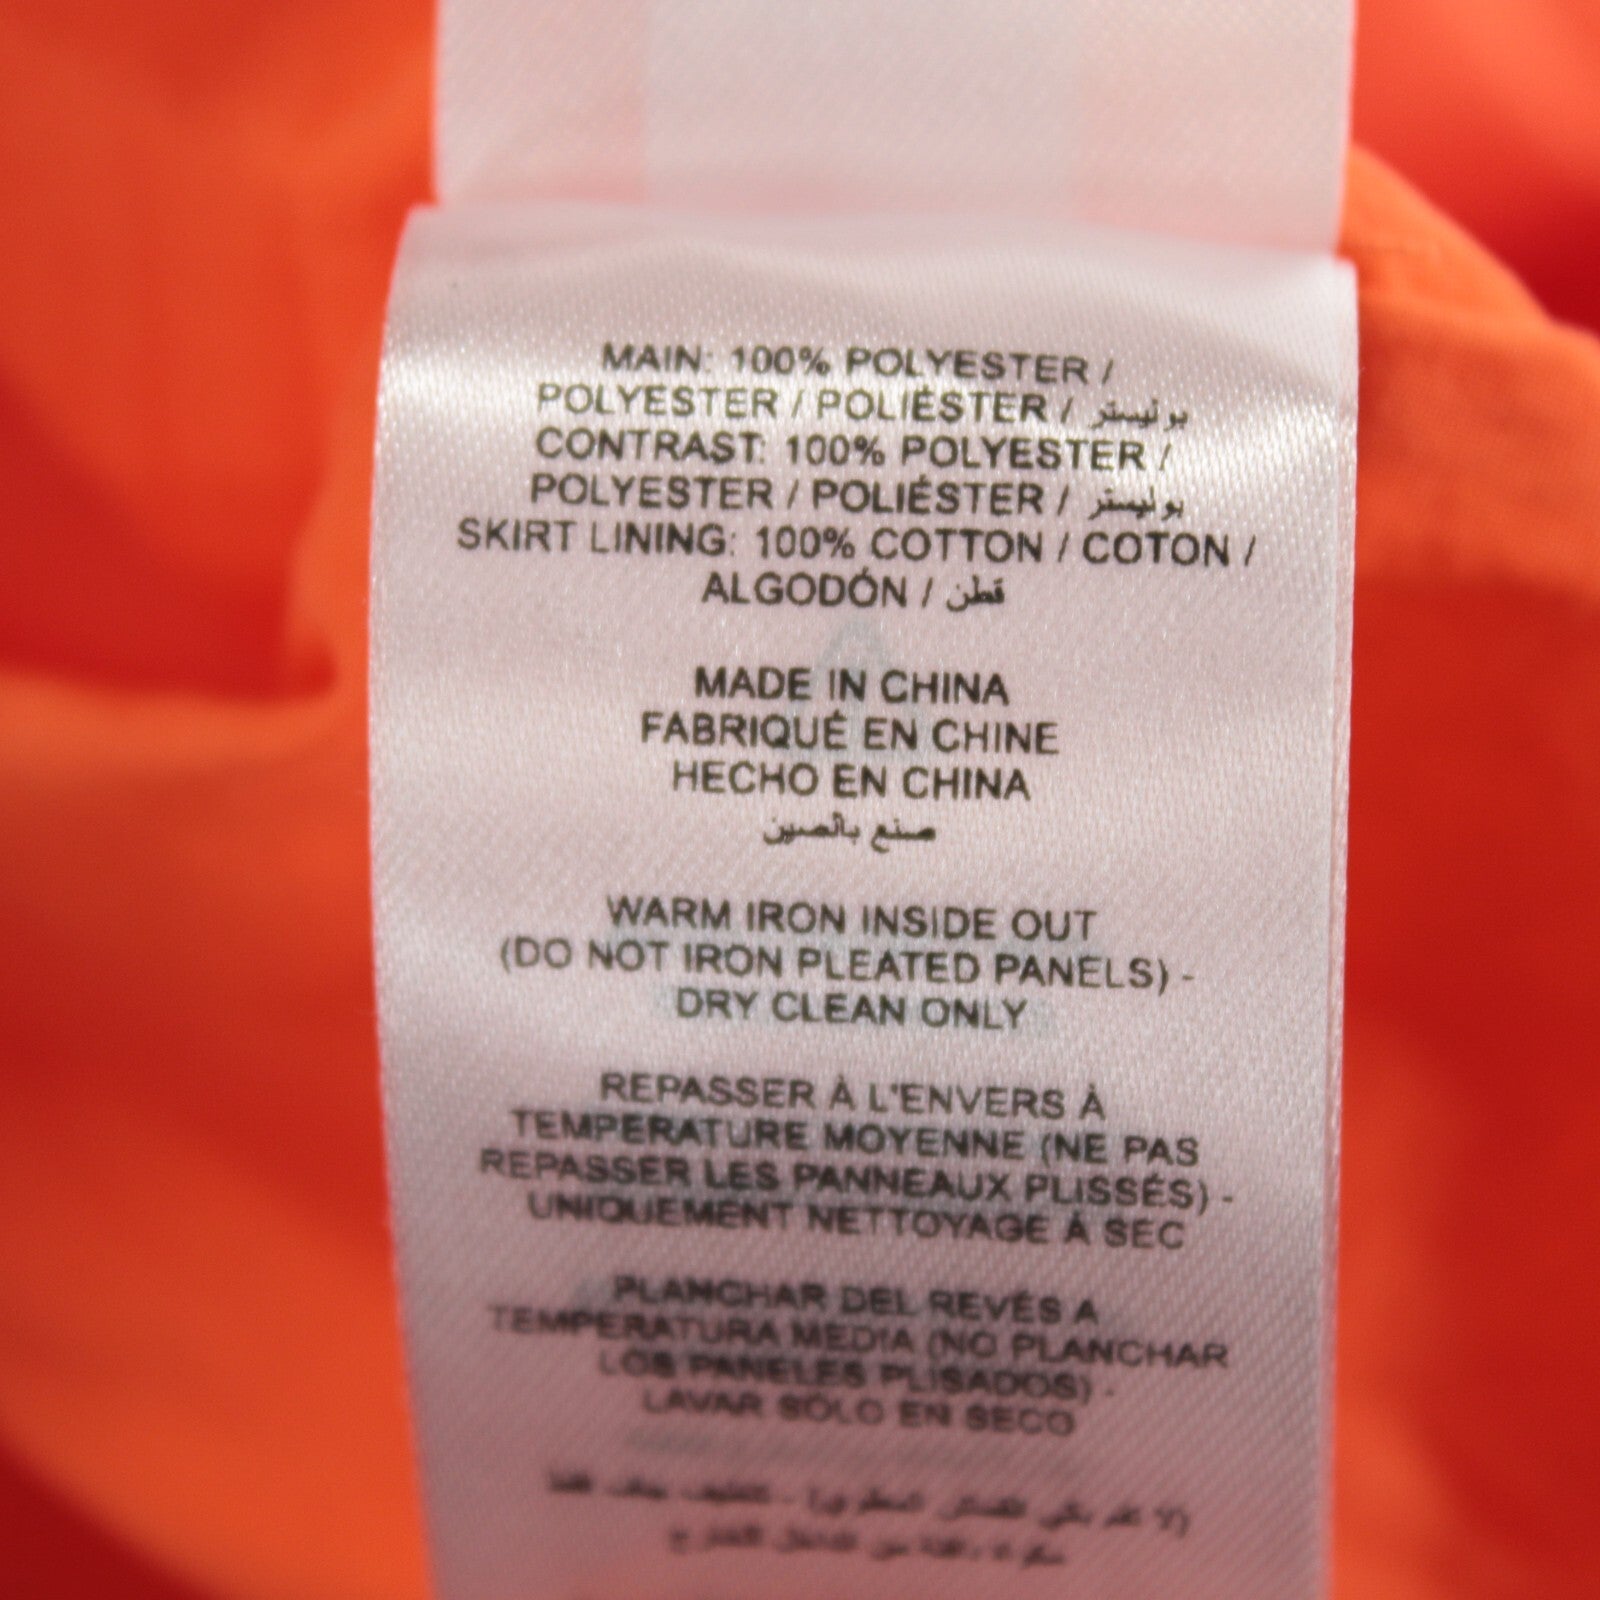 MAIN: 100% POLYESTER /
POLYESTER / POLIÉSTER / بوليستر
CONTRAST: 100% POLYESTER /
POLYESTER / POLIÉSTER / بوليستر
SKIRT LINING: 100% COTTON / COTON /
ALGODÓN / قطن
MADE IN CHINA
FABRIQUÉ EN CHINE
HECHO EN CHINA
صنع بالصين
WARM IRON INSIDE OUT
(DO NOT IRON PLEATED PANELS) -
DRY CLEAN ONLY
REPASSER À L'ENVERS À
TEMPERATURE MOYENNE (NE PAS
REPASSER LES PANNEAUX PLISSÉS) -
UNIQUEMENT NETTOYAGE À SEC
PLANCHAR DEL REVÉS A
TEMPERATURA MEDIA (NO PLANCHAR
LOS PANELES PLISADOS) -
LAVAR SÓLO EN SECO